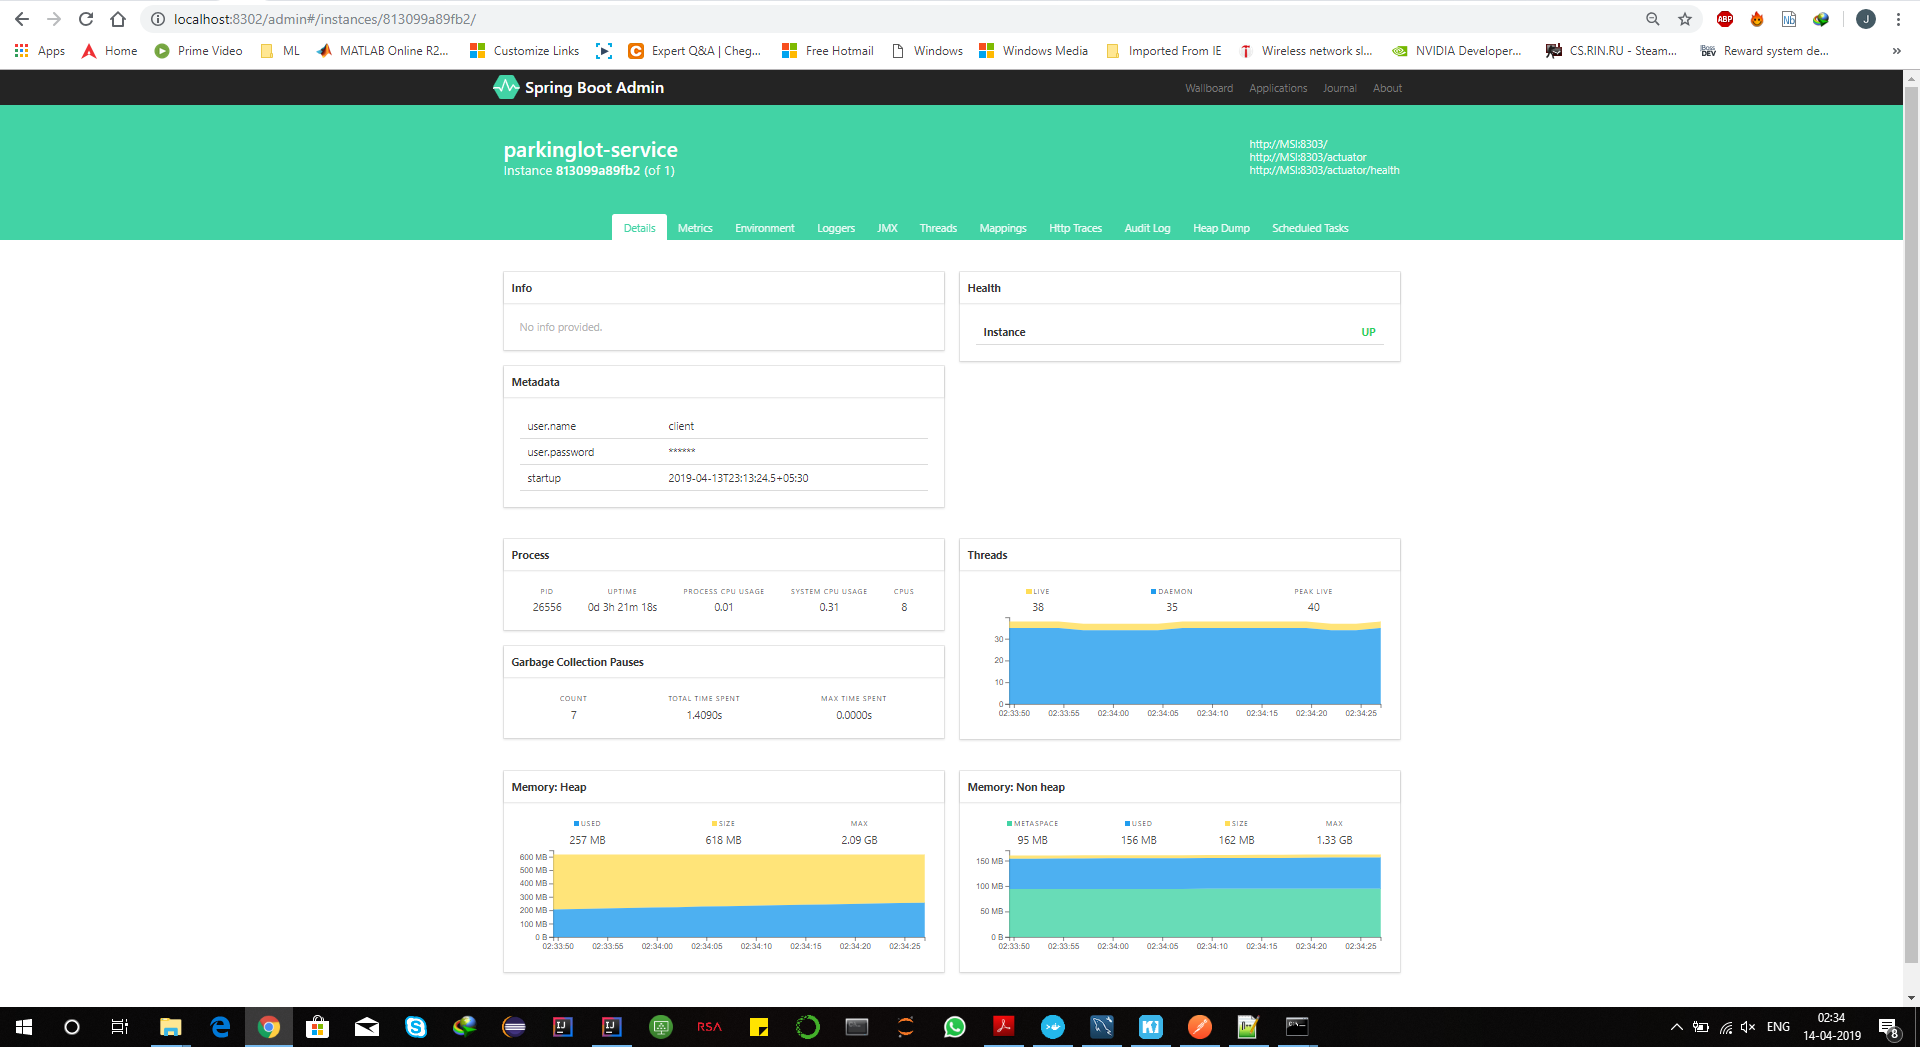 localhost:8302/admin#/instances/813099a89fb2/
ABP
J
Apps Home Prime Video ML MATLAB Online R2... Customize Links Expert Q&A | Cheg... Free Hotmail Windows Windows Media Imported From IE Wireless network sl... NVIDIA Developer... CS.RIN.RU - Steam... Reward system de... »
Spring Boot Admin
Wallboard Applications Journal About
parkinglot-service
Instance 813099a89fb2 (of 1)
http://MSI:8303/
http://MSI:8303/actuator
http://MSI:8303/actuator/health
Details Metrics Environment Loggers JMX Threads Mappings Http Traces Audit Log Heap Dump Scheduled Tasks
Info
No info provided.
Health
Instance UP
Metadata
user.name client
user.password ******
startup 2019-04-13T23:13:24.5+05:30
Process
PID UPTIME PROCESS CPU USAGE SYSTEM CPU USAGE CPUS
26556 0d 3h 21m 18s 0.01 0.31 8
Threads
LIVE DAEMON PEAK LIVE
38 35 40
30
20
10
0
02:33:50 02:33:55 02:34:00 02:34:05 02:34:10 02:34:15 02:34:20 02:34:25
Garbage Collection Pauses
COUNT TOTAL TIME SPENT MAX TIME SPENT
7 1.4090s 0.0000s
Memory: Heap
USED SIZE MAX
257 MB 618 MB 2.09 GB
600 MB
500 MB
400 MB
300 MB
200 MB
100 MB
0 B
02:33:50 02:33:55 02:34:00 02:34:05 02:34:10 02:34:15 02:34:20 02:34:25
Memory: Non heap
METASPACE USED SIZE MAX
95 MB 156 MB 162 MB 1.33 GB
150 MB
100 MB
50 MB
0 B
02:33:50 02:33:55 02:34:00 02:34:05 02:34:10 02:34:15 02:34:20 02:34:25
RSA
ENG
02:34
14-04-2019
8